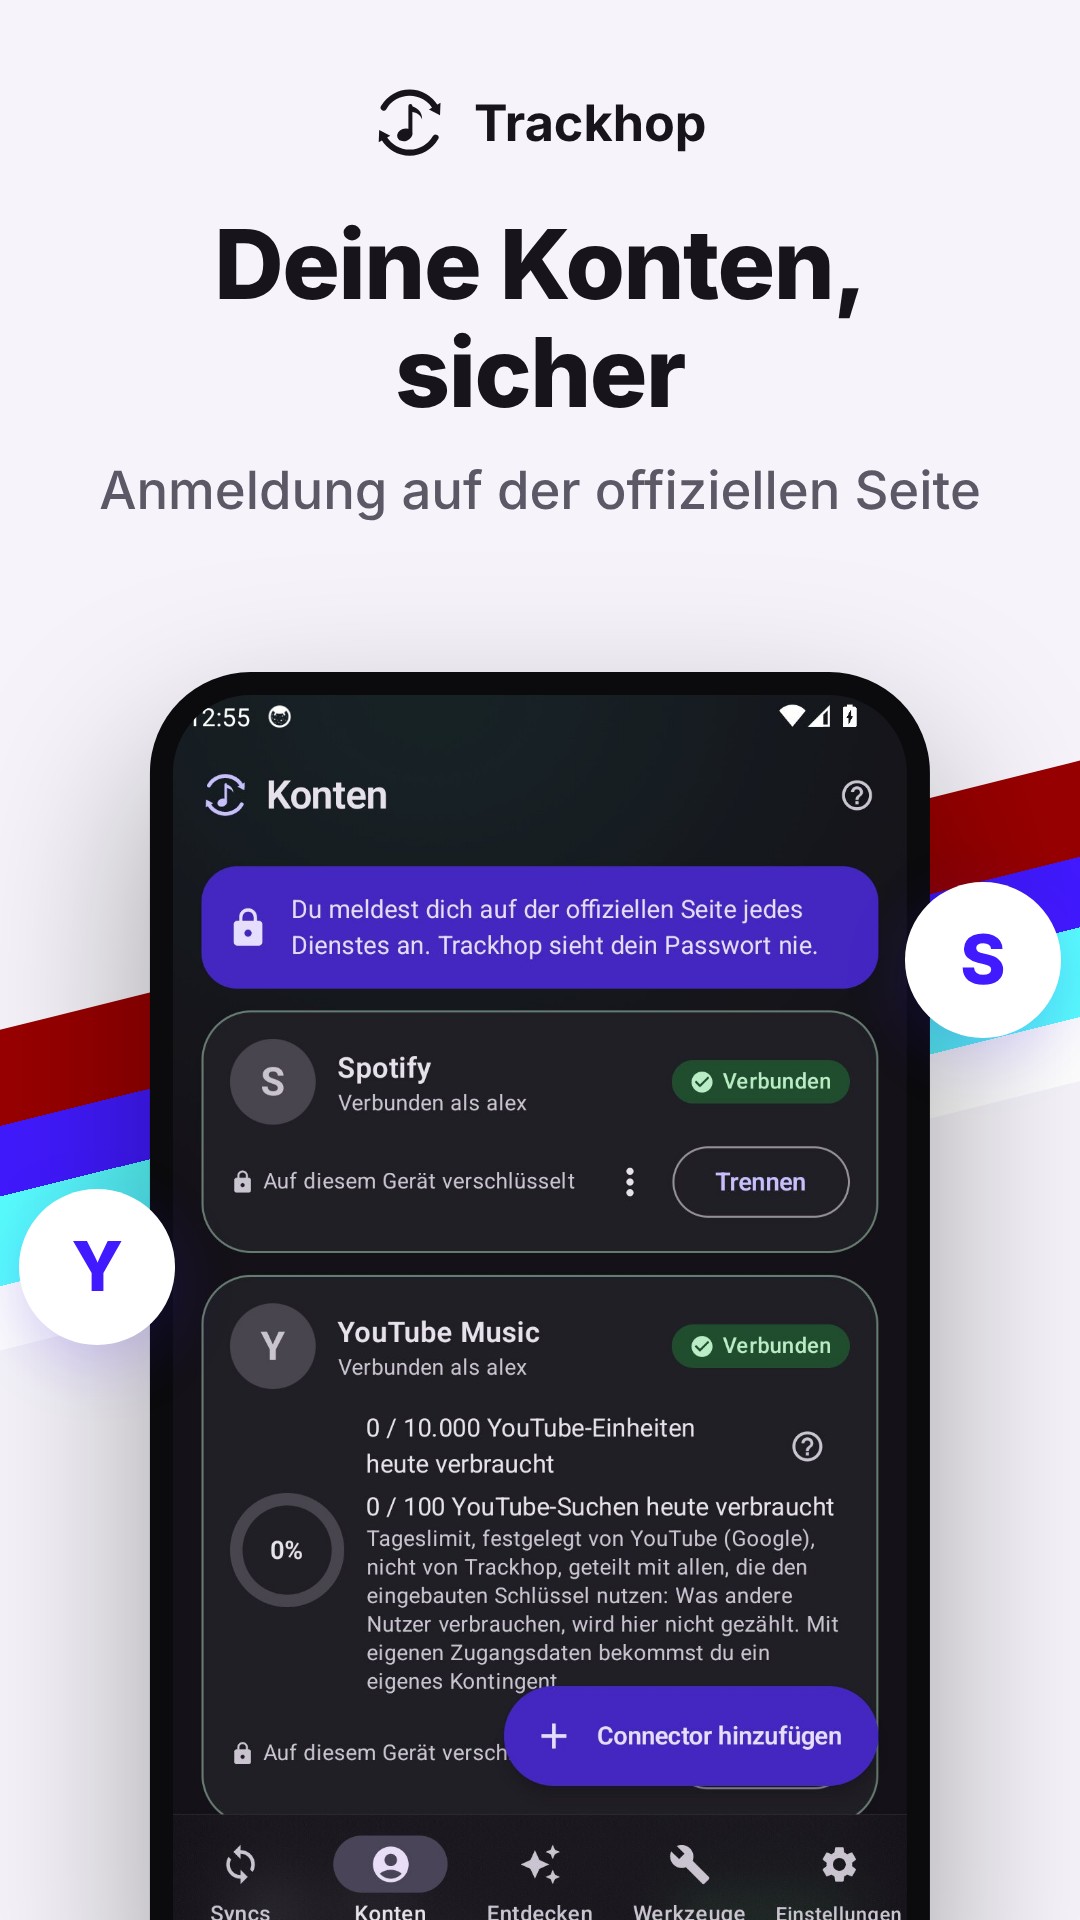 Trackhop
Deine Konten,
sicher
Anmeldung auf der offiziellen Seite
12:55
Konten
Du meldest dich auf der offiziellen Seite jedes
Dienstes an. Trackhop sieht dein Passwort nie.
S
S
Spotify
Verbunden als alex
Verbunden
Auf diesem Gerät verschlüsselt
Trennen
Y
Y
YouTube Music
Verbunden als alex
Verbunden
0 / 10.000 YouTube-Einheiten
heute verbraucht
0 / 100 YouTube-Suchen heute verbraucht
0%
Tageslimit, festgelegt von YouTube (Google),
nicht von Trackhop, geteilt mit allen, die den
eingebauten Schlüssel nutzen: Was andere
Nutzer verbrauchen, wird hier nicht gezählt. Mit
eigenen Zugangsdaten bekommst du ein
eigenes Kontingent
Auf diesem Gerät versch
Connector hinzufügen
Syncs
Konten
Entdecken
Werkzeuge
Einstellungen